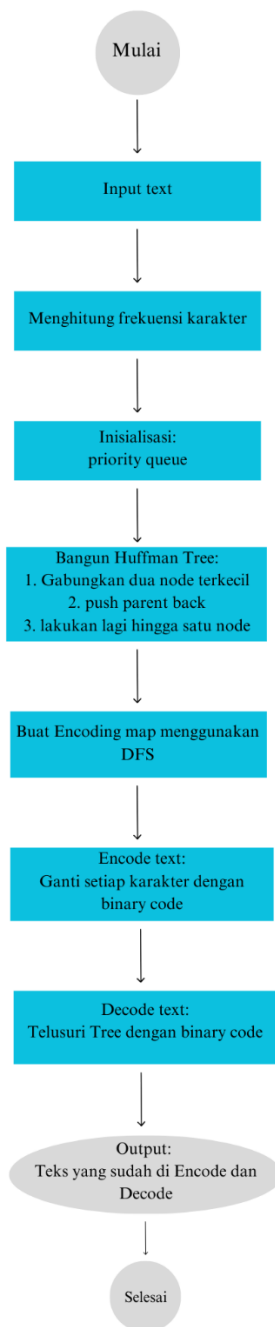 Mulai
Input text
Menghitung frekuensi karakter
Inisialisasi:
priority queue
Bangun Huffman Tree:
1. Gabungkan dua node terkecil
2. push parent back
3. lakukan lagi hingga satu node
Buat Encoding map menggunakan
DFS
Encode text:
Ganti setiap karakter dengan
binary code
Decode text:
Telusuri Tree dengan binary code
Output:
Teks yang sudah di Encode dan
Decode
Selesai